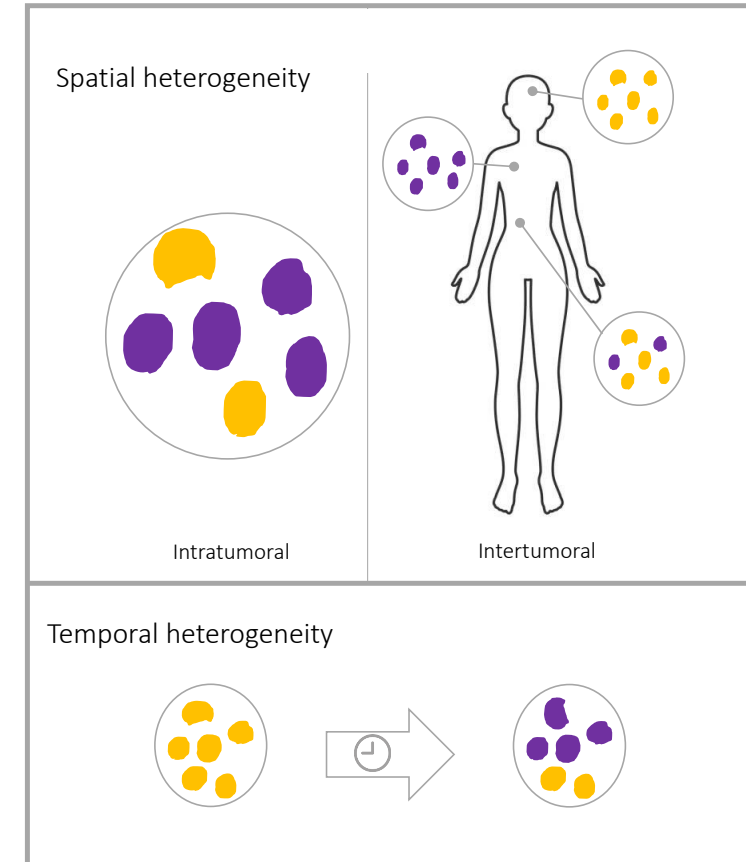 Spatial heterogeneity
Intratumoral
Intertumoral
Temporal heterogeneity